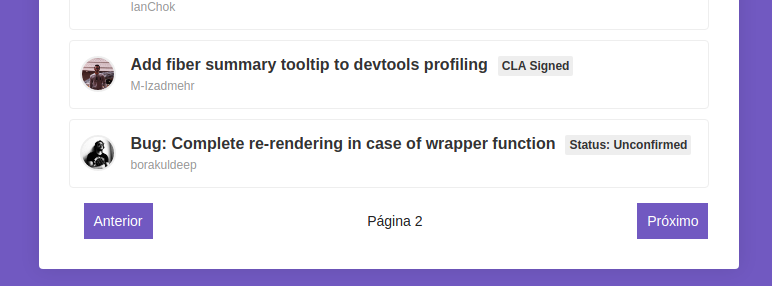 IanChok
Add fiber summary tooltip to devtools profiling CLA Signed
M-Izadmehr
Bug: Complete re-rendering in case of wrapper function Status: Unconfirmed
borakuldeep
Anterior Página 2 Próximo